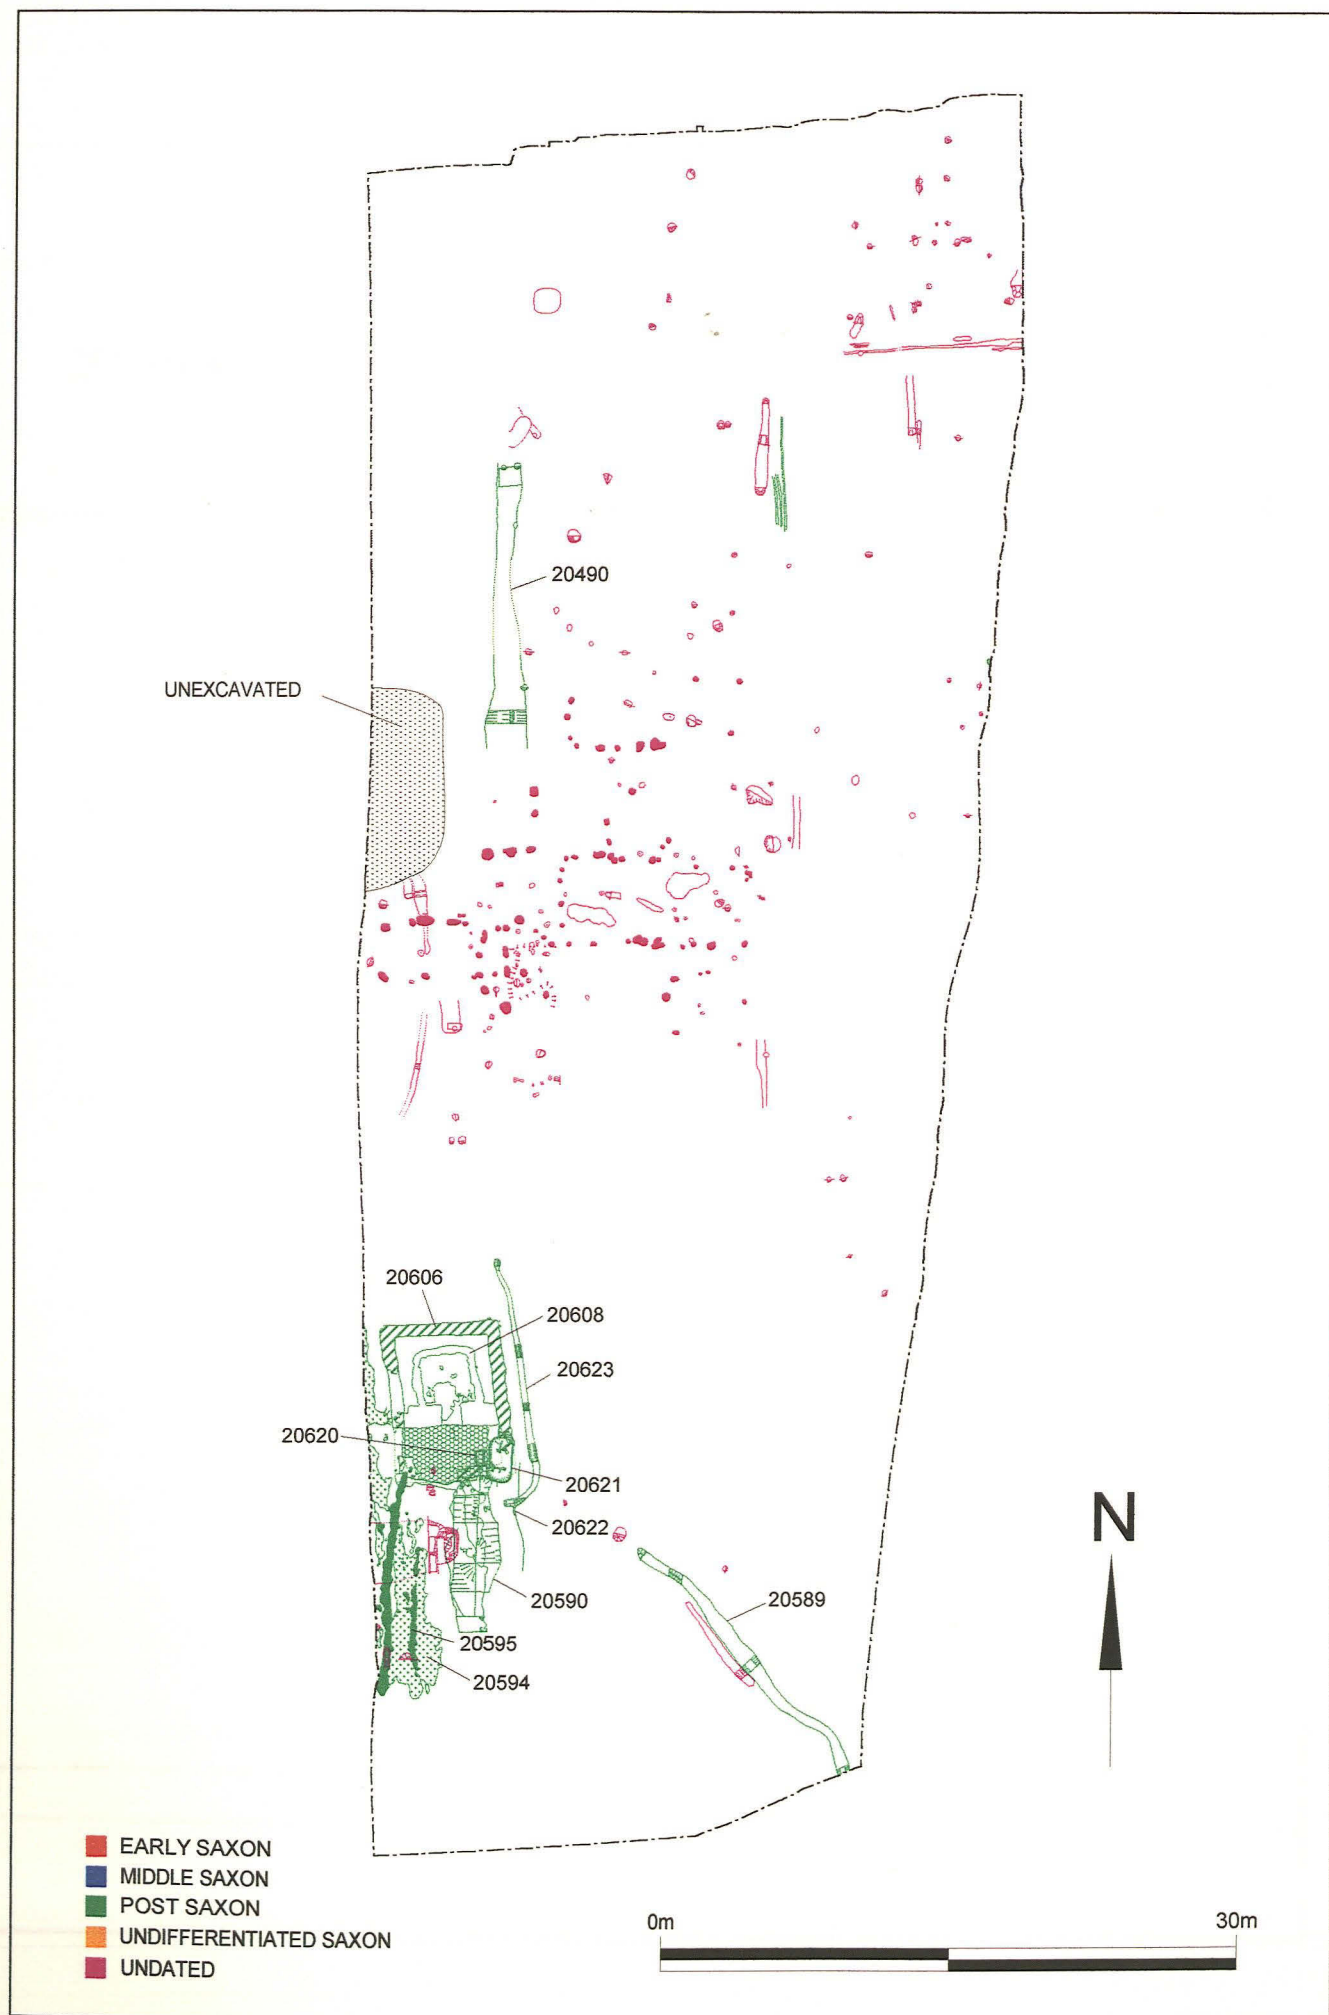 20490
UNEXCAVATED
20606
20608
20623
20620
20621
20622
20590
20589
20595
20594
N
EARLY SAXON
MIDDLE SAXON
POST SAXON
UNDIFFERENTIATED SAXON
UNDATED
0m
30m